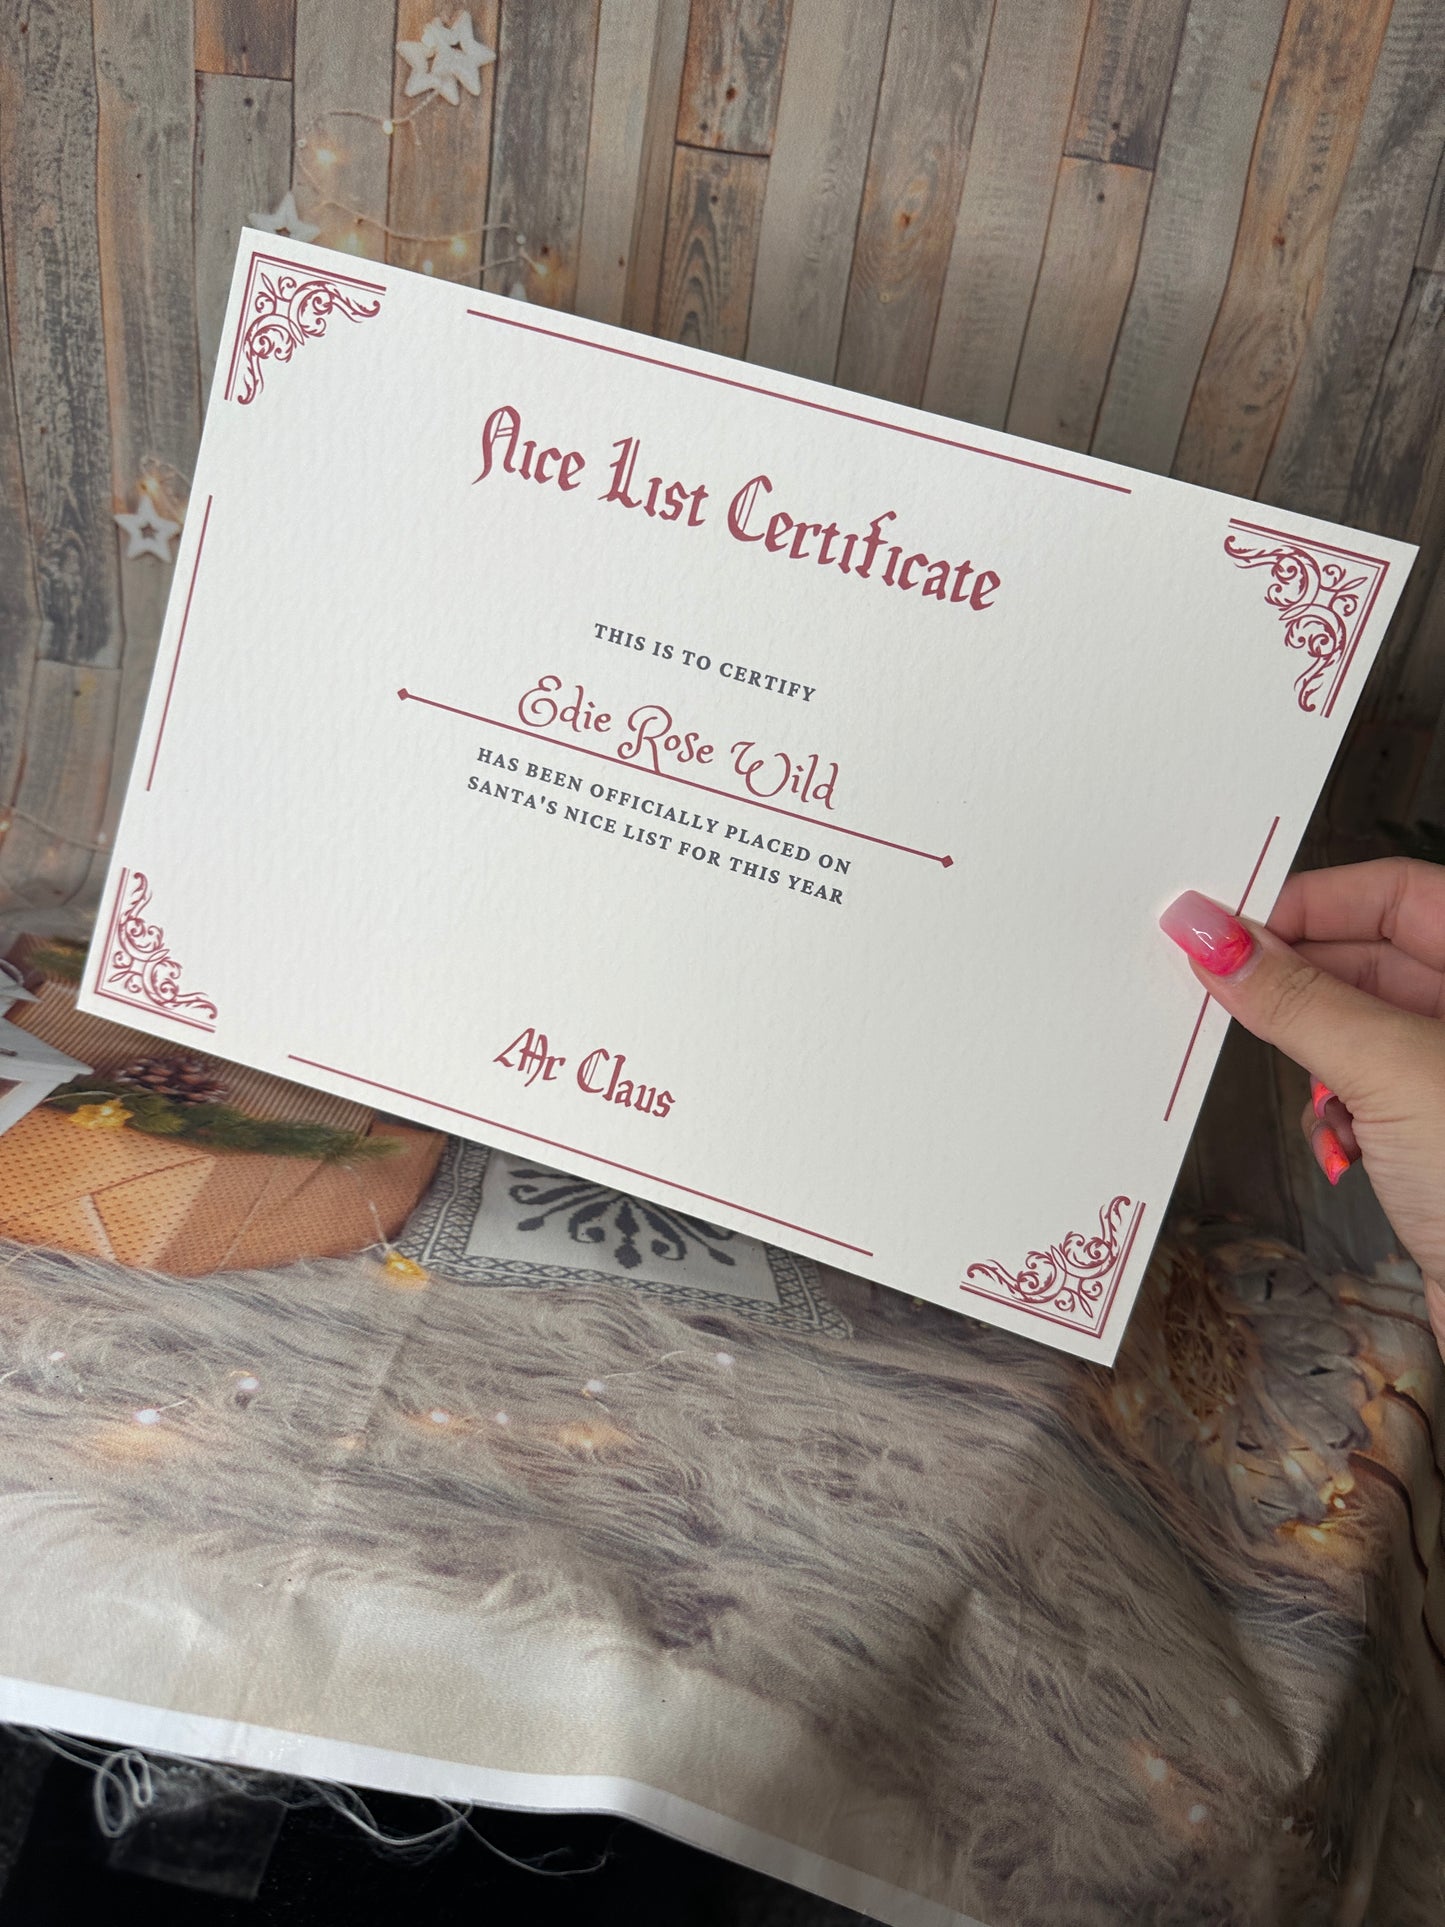 Nice List Certificate
THIS IS TO CERTIFY
Edie Rose Wild
HAS BEEN OFFICIALLY PLACED ON
SANTA'S NICE LIST FOR THIS YEAR
Mr Claus